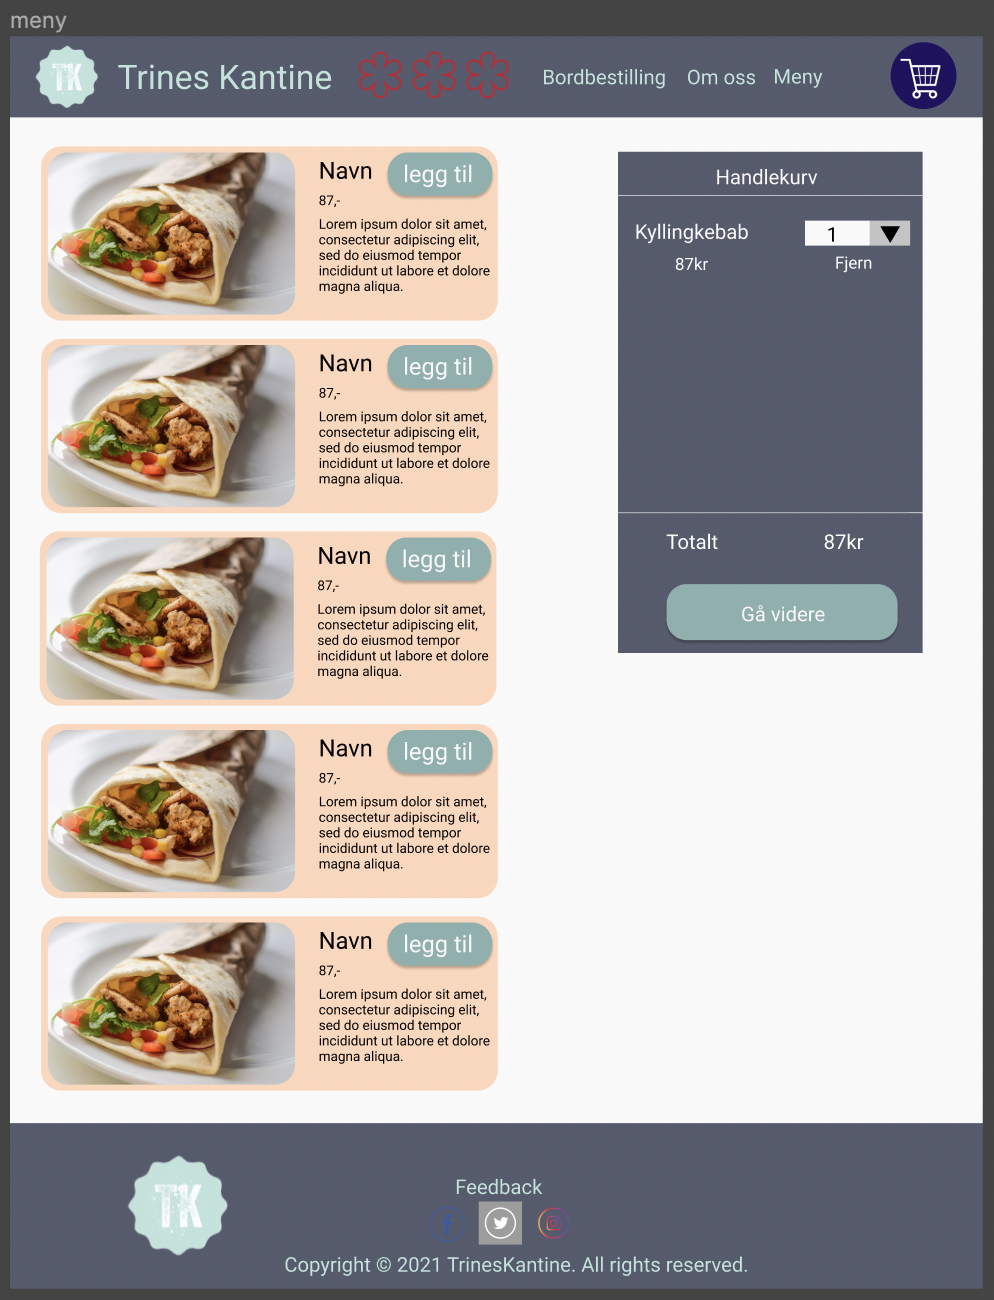 meny
TK
Trines Kantine
Bordbestilling
Om oss
Meny
Navn
legg til
87,-
Lorem ipsum dolor sit amet,
consectetur adipiscing elit,
sed do eiusmod tempor
incididunt ut labore et dolore
magna aliqua.
Navn
legg til
87,-
Lorem ipsum dolor sit amet,
consectetur adipiscing elit,
sed do eiusmod tempor
incididunt ut labore et dolore
magna aliqua.
Navn
legg til
87,-
Lorem ipsum dolor sit amet,
consectetur adipiscing elit,
sed do eiusmod tempor
incididunt ut labore et dolore
magna aliqua.
Navn
legg til
87,-
Lorem ipsum dolor sit amet,
consectetur adipiscing elit,
sed do eiusmod tempor
incididunt ut labore et dolore
magna aliqua.
Navn
legg til
87,-
Lorem ipsum dolor sit amet,
consectetur adipiscing elit,
sed do eiusmod tempor
incididunt ut labore et dolore
magna aliqua.
Handlekurv
Kyllingkebab
1
87kr
Fjern
Totalt
87kr
Gå videre
TK
Feedback
Copyright © 2021 TrinesKantine. All rights reserved.